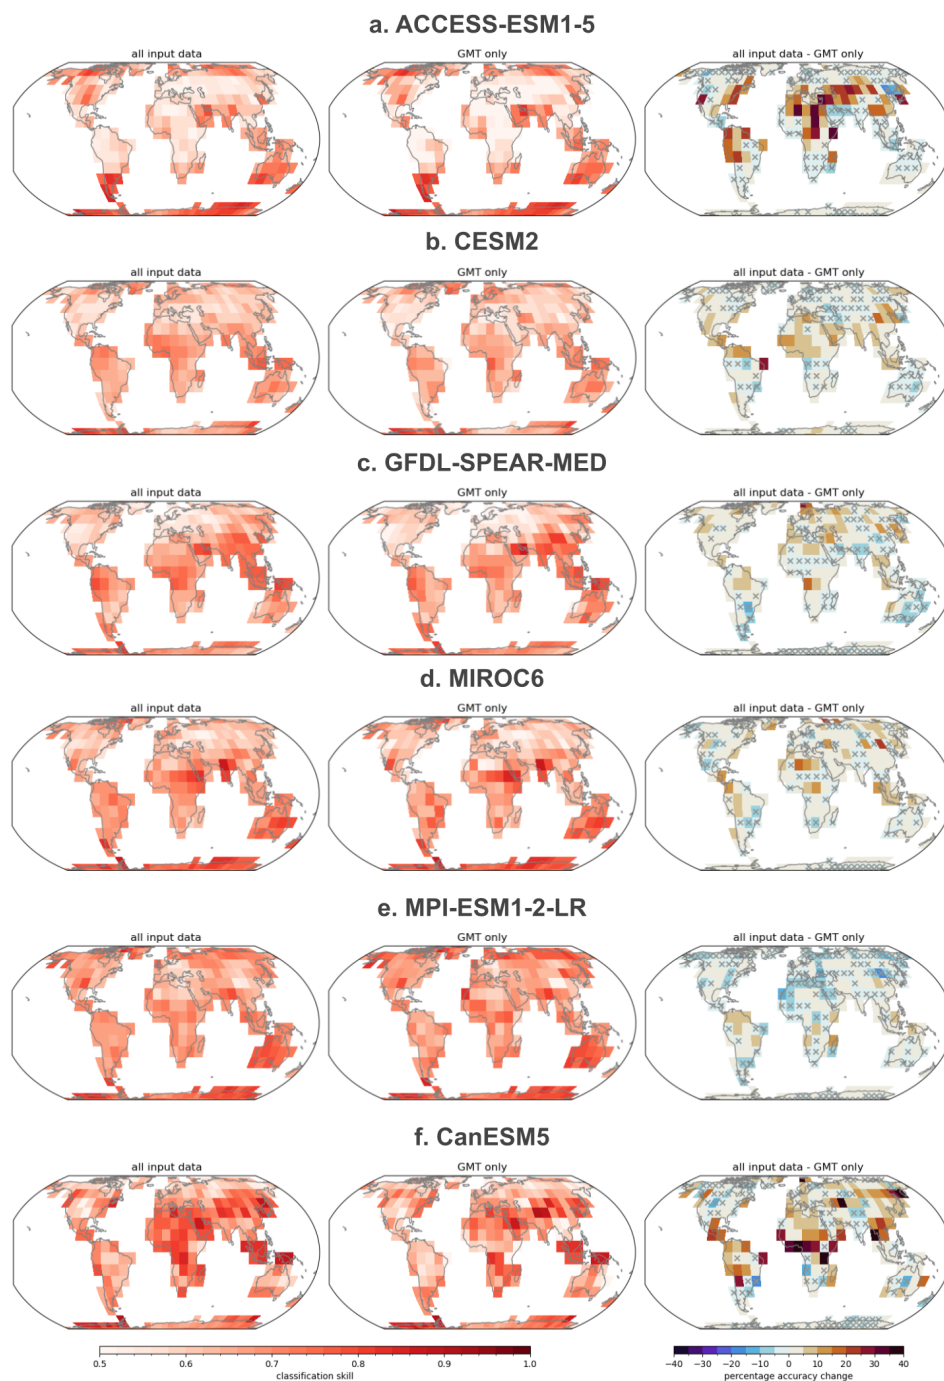 a. ACCESS-ESM1-5
all input data
GMT only
all input data - GMT only
b. CESM2
all input data
GMT only
all input data - GMT only
c. GFDL-SPEAR-MED
all input data
GMT only
all input data - GMT only
d. MIROC6
all input data
GMT only
all input data - GMT only
e. MPI-ESM1-2-LR
all input data
GMT only
all input data - GMT only
f. CanESM5
all input data
GMT only
all input data - GMT only
0.5 0.6 0.7 0.8 0.9 1.0
classification skill
−40 −30 −20 −10 0 10 20 30 40
percentage accuracy change